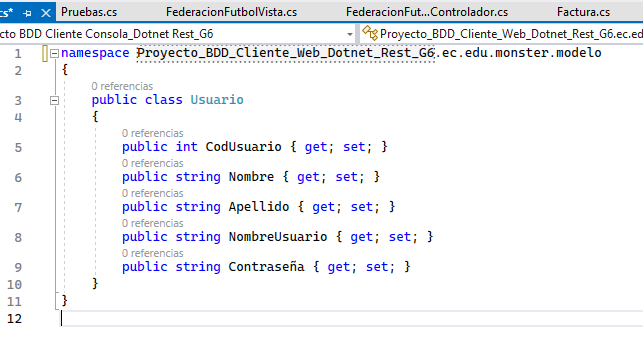 cs*
Pruebas.cs
FederacionFutbolVista.cs
FederacionFut...Controlador.cs
Factura.cs
cto BDD Cliente Consola_Dotnet Rest_G6
Proyecto_BDD_Cliente_Web_Dotnet_Rest_G6.ec.ed
1 namespace Proyecto_BDD_Cliente_Web_Dotnet_Rest_G6.ec.edu.monster.modelo
2 {
0 referencias
3 public class Usuario
4 {
0 referencias
5 public int CodUsuario { get; set; }
0 referencias
6 public string Nombre { get; set; }
0 referencias
7 public string Apellido { get; set; }
0 referencias
8 public string NombreUsuario { get; set; }
0 referencias
9 public string Contraseña { get; set; }
10 }
11 }
12